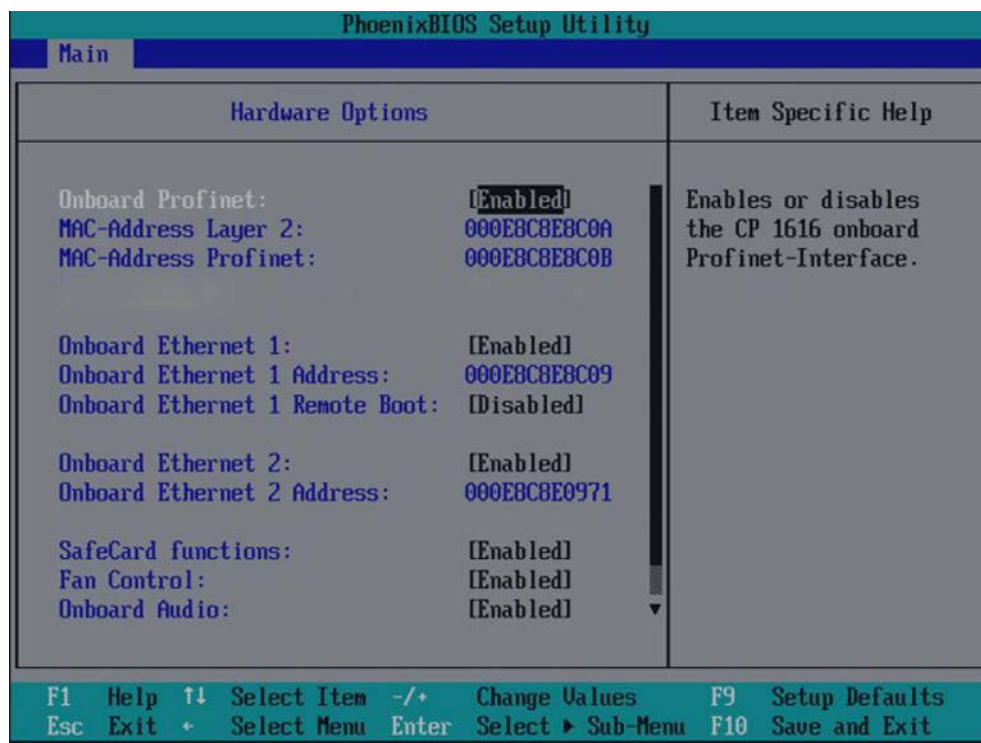 PhoenixBIOS Setup Utility
Main
Hardware Options
Item Specific Help
Onboard Profinet: [Enabled]
MAC-Address Layer 2: 000E8C8E8C0A
MAC-Address Profinet: 000E8C8E8C0B
Onboard Ethernet 1: [Enabled]
Onboard Ethernet 1 Address: 000E8C8E8C09
Onboard Ethernet 1 Remote Boot: [Disabled]
Onboard Ethernet 2: [Enabled]
Onboard Ethernet 2 Address: 000E8C8E0971
SafeCard functions: [Enabled]
Fan Control: [Enabled]
Onboard Audio: [Enabled]
Enables or disables
the CP 1616 onboard
Profinet-Interface.
F1 Help ↑↓ Select Item -/+ Change Values F9 Setup Defaults
Esc Exit ← Select Menu Enter Select ▶ Sub-Menu F10 Save and Exit